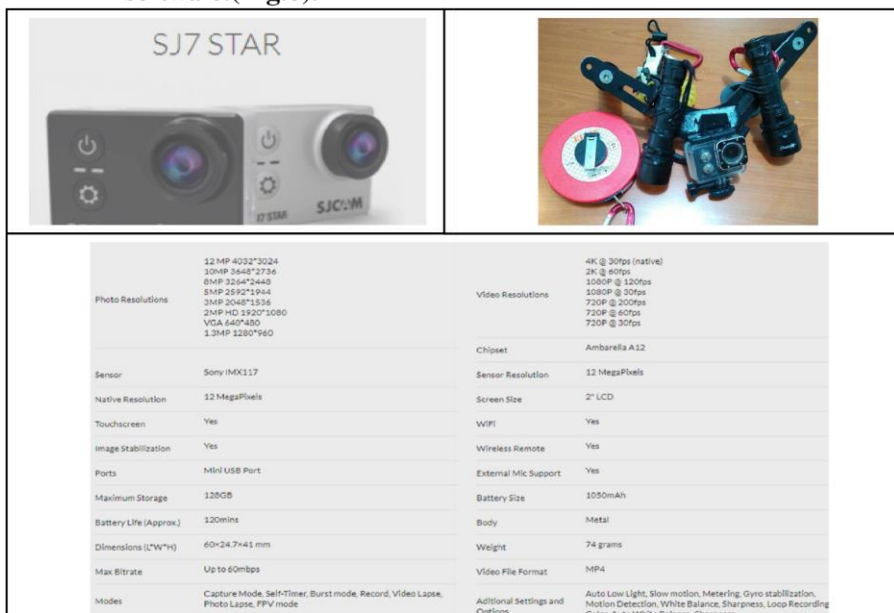 SJ7 STAR
SJCAM
J7 STAR
Photo Resolutions
12 MP 4032*3024
10MP 3648*2736
8MP 3264*2448
5MP 2592*1944
3MP 2048*1536
2MP HD 1920*1080
VGA 640*480
1.3MP 1280*960
Video Resolutions
4K @ 30fps (native)
2K @ 60fps
1080P @ 120fps
1080P @ 30fps
720P @ 200fps
720P @ 60fps
720P @ 30fps
Chipset Ambarella A12
Sensor Sony IMX117
Sensor Resolution 12 MegaPixels
Native Resolution 12 MegaPixels
Screen Size 2" LCD
Touchscreen Yes
WiFi Yes
Image Stabilization Yes
Wireless Remote Yes
Ports Mini USB Port
External Mic Support Yes
Maximum Storage 128GB
Battery Size 1050mAh
Battery Life (Approx.) 120mins
Body Metal
Dimensions (L*W*H) 60×24.7×41 mm
Weight 74 grams
Max Bitrate Up to 60mbps
Video File Format MP4
Modes
Capture Mode, Self-Timer, Burst mode, Record, Video Lapse,
Photo Lapse, FPV mode
Aditional Settings and
Options
Auto Low Light, Slow motion, Metering, Gyro stabilization,
Motion Detection, White Balance, Sharpness, Loop Recording